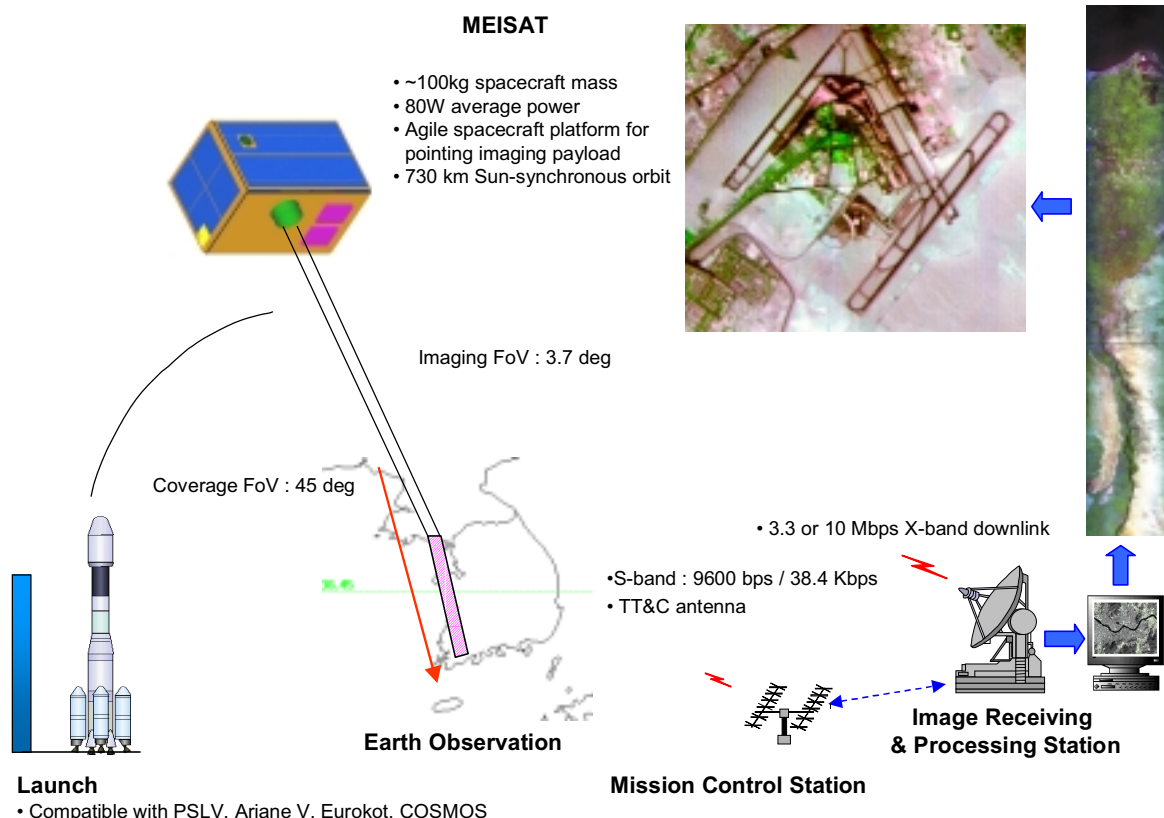 MEISAT
• ~100kg spacecraft mass
• 80W average power
• Agile spacecraft platform for
pointing imaging payload
• 730 km Sun-synchronous orbit
Imaging FoV : 3.7 deg
Coverage FoV : 45 deg
• 3.3 or 10 Mbps X-band downlink
•S-band : 9600 bps / 38.4 Kbps
• TT&C antenna
Earth Observation
Image Receiving
& Processing Station
Launch
Mission Control Station
• Compatible with PSLV, Ariane V, Eurokot, COSMOS